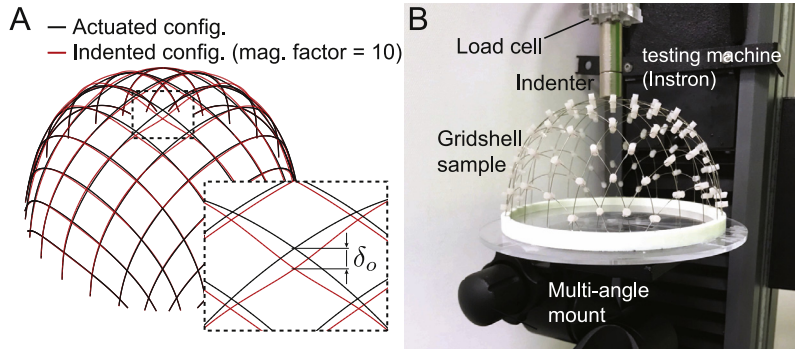 A
Actuated config.
Indented config. (mag. factor = 10)
δₒ
B
Load cell
testing machine
(Instron)
Indenter
Gridshell
sample
Multi-angle
mount